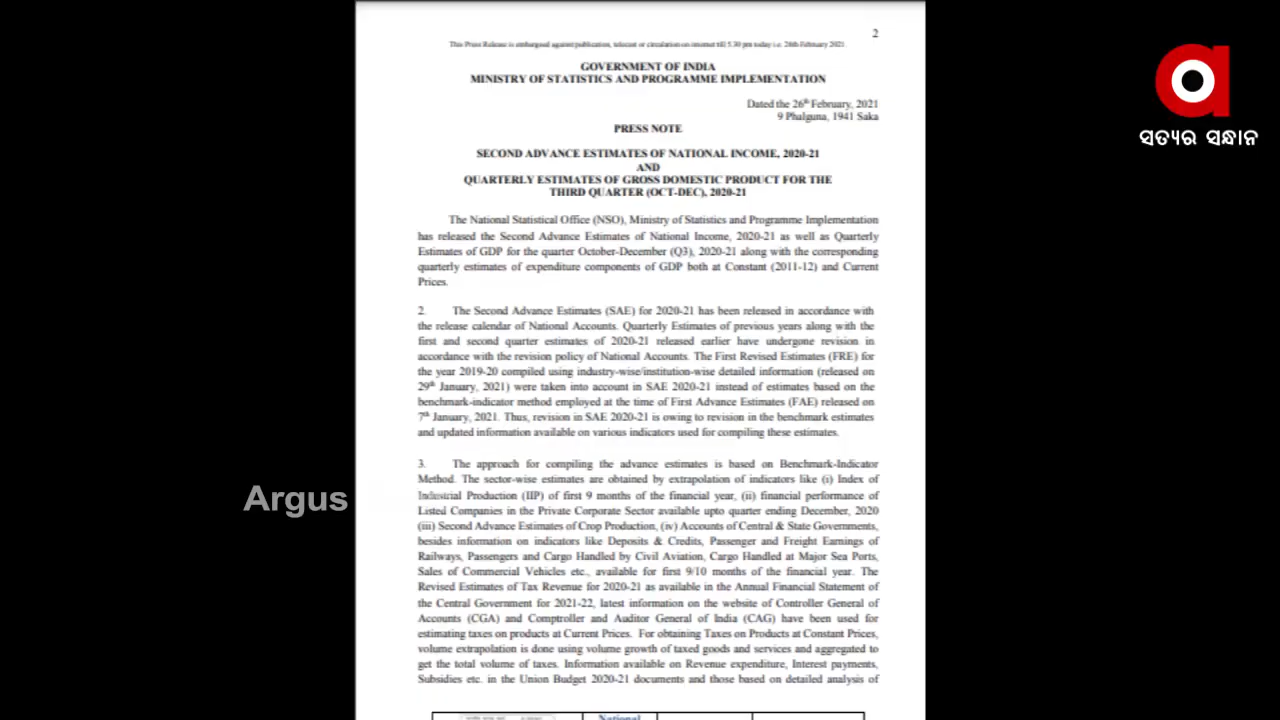 2
This Press Release is embargoed against publication, telecast or circulation on internet till 5.30 pm today i.e. 26th February 2021
GOVERNMENT OF INDIA
MINISTRY OF STATISTICS AND PROGRAMME IMPLEMENTATION
Dated the 26th February, 2021
9 Phalguna, 1941 Saka
PRESS NOTE
SECOND ADVANCE ESTIMATES OF NATIONAL INCOME, 2020-21
AND
QUARTERLY ESTIMATES OF GROSS DOMESTIC PRODUCT FOR THE
THIRD QUARTER (OCT-DEC), 2020-21
The National Statistical Office (NSO), Ministry of Statistics and Programme Implementation
has released the Second Advance Estimates of National Income, 2020-21 as well as Quarterly
Estimates of GDP for the quarter October-December (Q3), 2020-21 along with the corresponding
quarterly estimates of expenditure components of GDP both at Constant (2011-12) and Current
Prices.
2. The Second Advance Estimates (SAE) for 2020-21 has been released in accordance with
the release calendar of National Accounts. Quarterly Estimates of previous years along with the
first and second quarter estimates of 2020-21 released earlier have undergone revision in
accordance with the revision policy of National Accounts. The First Revised Estimates (FRE) for
the year 2019-20 compiled using industry-wise/institution-wise detailed information (released on
29th January, 2021) were taken into account in SAE 2020-21 instead of estimates based on the
benchmark-indicator method employed at the time of First Advance Estimates (FAE) released on
7th January, 2021. Thus, revision in SAE 2020-21 is owing to revision in the benchmark estimates
and updated information available on various indicators used for compiling these estimates.
3. The approach for compiling the advance estimates is based on Benchmark-Indicator
Method. The sector-wise estimates are obtained by extrapolation of indicators like (i) Index of
Industrial Production (IIP) of first 9 months of the financial year, (ii) financial performance of
Listed Companies in the Private Corporate Sector available upto quarter ending December, 2020
(iii) Second Advance Estimates of Crop Production, (iv) Accounts of Central & State Governments,
besides information on indicators like Deposits & Credits, Passenger and Freight Earnings of
Railways, Passengers and Cargo Handled by Civil Aviation, Cargo Handled at Major Sea Ports,
Sales of Commercial Vehicles etc., available for first 9/10 months of the financial year. The
Revised Estimates of Tax Revenue for 2020-21 as available in the Annual Financial Statement of
the Central Government for 2021-22, latest information on the website of Controller General of
Accounts (CGA) and Comptroller and Auditor General of India (CAG) have been used for
estimating taxes on products at Current Prices. For obtaining Taxes on Products at Constant Prices,
volume extrapolation is done using volume growth of taxed goods and services and aggregated to
get the total volume of taxes. Information available on Revenue expenditure, Interest payments,
Subsidies etc. in the Union Budget 2020-21 documents and those based on detailed analysis of
National
Argus
ସତ୍ୟର ସନ୍ଧାନ